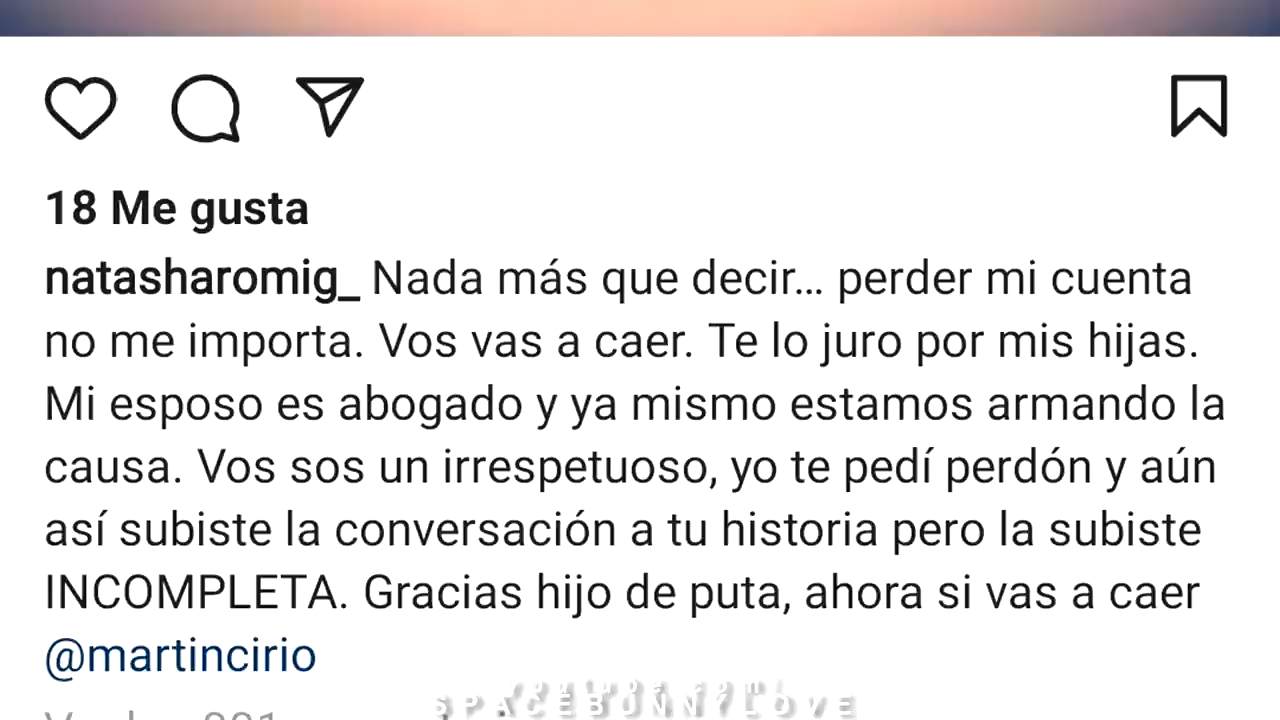 18 Me gusta
natasharomig_ Nada más que decir... perder mi cuenta
no me importa. Vos vas a caer. Te lo juro por mis hijas.
Mi esposo es abogado y ya mismo estamos armando la
causa. Vos sos un irrespetuoso, yo te pedí perdón y aún
así subiste la conversación a tu historia pero la subiste
INCOMPLETA. Gracias hijo de puta, ahora si vas a caer
@martincirio
SPACEBUNNYLOVE